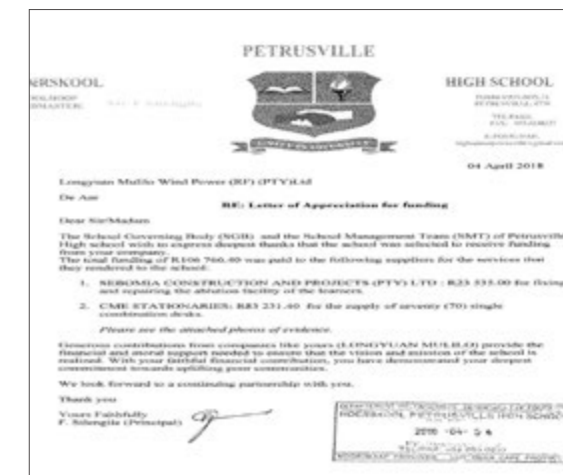 PETRUSVILLE
HIGH SCHOOL
04 April 2018
Longyuan Mulilo Wind Power (RF) (PTY)Ltd
De Aar
RE: Letter of Appreciation for funding
Dear Sir/Madam
The School Governing Body (SGB) and the School Management Team (SMT) of Petrusville
High school wish to express deepest thanks that the school was selected to receive funding
from your company.
The total funding of R106 766.40 was paid to the following suppliers for the services that
they rendered to the school:
1. SEBOMIA CONSTRUCTION AND PROJECTS (PTY) LTD : R23 535.00 for fixing
and repairing the ablution facility of the learners.
2. CME STATIONARIES: R83 231.40 for the supply of seventy (70) single
combination desks.
Please see the attached photos of evidence.
Generous contributions from companies like yours (LONGYUAN MULILO) provide the
financial and moral support needed to ensure that the vision and mission of the school is
realized. With your faithful financial contribution, you have demonstrated your deepest
commitment towards uplifting poor communities.
We look forward to a continuing partnership with you.
Thank you
Yours Faithfully
F. Silengile (Principal)